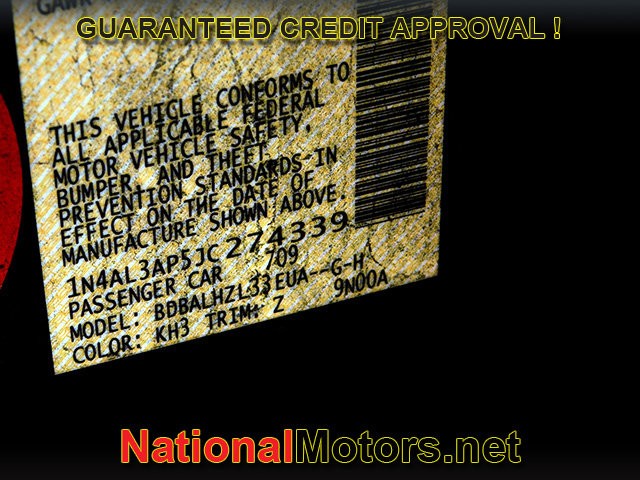 GAWR
GUARANTEED CREDIT APPROVAL !
THIS VEHICLE CONFORMS TO
ALL APPLICABLE FEDERAL
MOTOR VEHICLE SAFETY,
BUMPER, AND THEFT
PREVENTION STANDARDS IN
EFFECT ON THE DATE OF
MANUFACTURE SHOWN ABOVE.
1N4AL3AP5JC274339
PASSENGER CAR 709
MODEL: BDBALHZL33EUA--G-H
COLOR: KH3 TRIM: Z 9N00A
NationalMotors.net